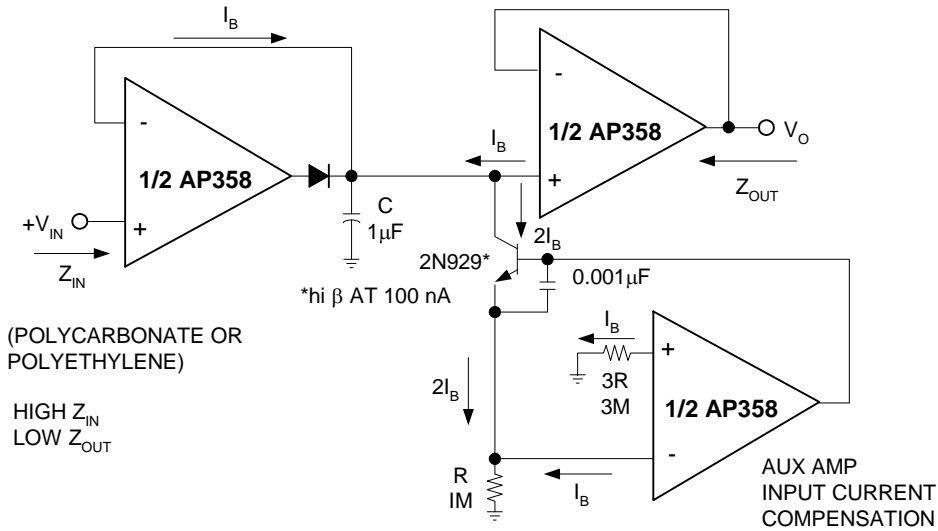 I_B
-
1/2 AP358
+V_IN
+
Z_IN
C
1μF
I_B
-
1/2 AP358
+
V_O
Z_OUT
2I_B
2N929*
*hi β AT 100 nA
0.001μF
(POLYCARBONATE OR
POLYETHYLENE)
HIGH Z_IN
LOW Z_OUT
2I_B
I_B
3R
3M
+
1/2 AP358
-
R
IM
I_B
AUX AMP
INPUT CURRENT
COMPENSATION